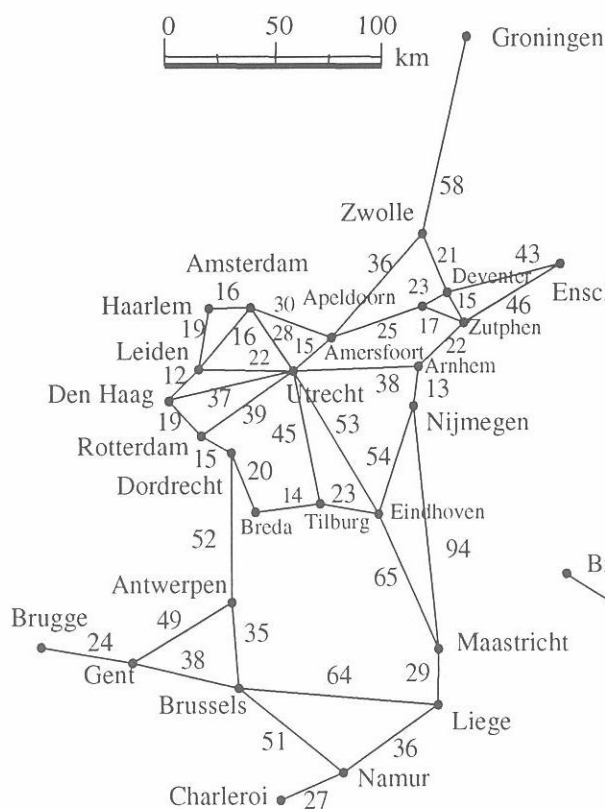 0 50 100
km
Groningen
58
Zwolle
36
21
43
Amsterdam
Deventer
16
Apeldoorn
23
Haarlem
30
15
46
Ensc
19
16
28
15
25
17
Zutphen
Leiden
22
Amersfoort
22
12
Utrecht
38
Arnhem
Den Haag
37
13
19
39
Nijmegen
Rotterdam
45
53
15
20
54
Dordrecht
14
23
Breda
Tilburg
Eindhoven
52
94
65
B
Antwerpen
Brugge
49
35
Maastricht
24
Gent
38
64
29
Brussels
Liege
51
36
Namur
Charleroi
27